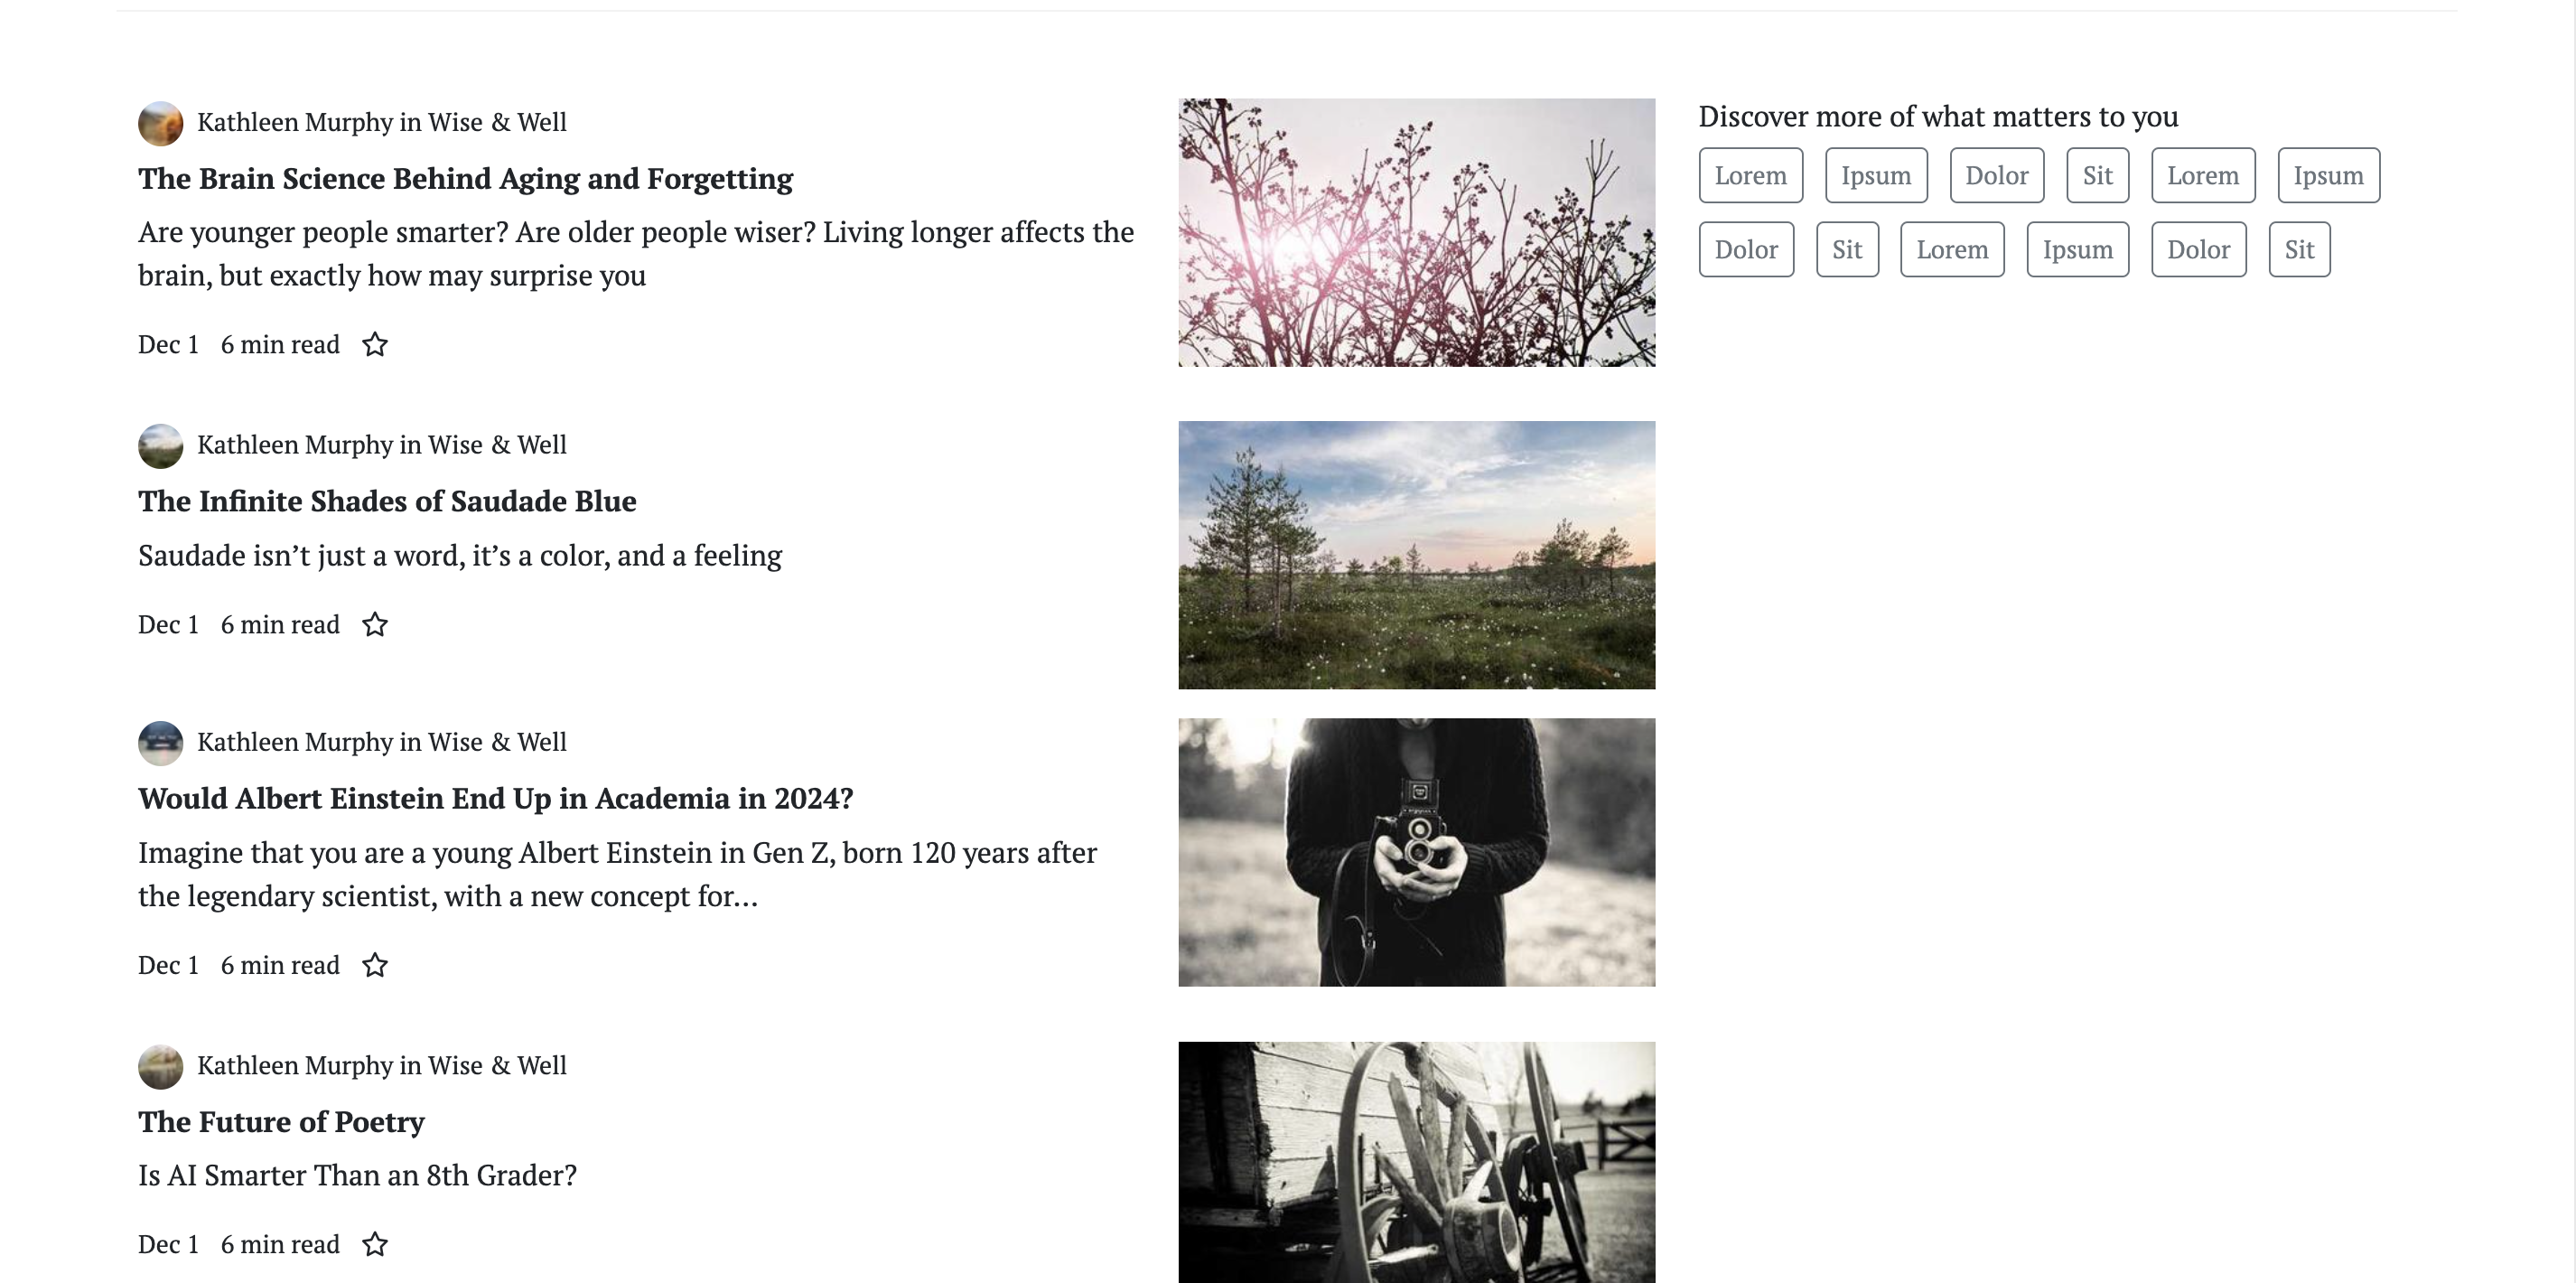 Kathleen Murphy in Wise & Well
The Brain Science Behind Aging and Forgetting
Are younger people smarter? Are older people wiser? Living longer affects the
brain, but exactly how may surprise you
Dec 1 6 min read
Discover more of what matters to you
Lorem Ipsum Dolor Sit Lorem Ipsum
Dolor Sit Lorem Ipsum Dolor Sit
Kathleen Murphy in Wise & Well
The Infinite Shades of Saudade Blue
Saudade isn’t just a word, it’s a color, and a feeling
Dec 1 6 min read
Kathleen Murphy in Wise & Well
Would Albert Einstein End Up in Academia in 2024?
Imagine that you are a young Albert Einstein in Gen Z, born 120 years after
the legendary scientist, with a new concept for...
Dec 1 6 min read
Kathleen Murphy in Wise & Well
The Future of Poetry
Is AI Smarter Than an 8th Grader?
Dec 1 6 min read